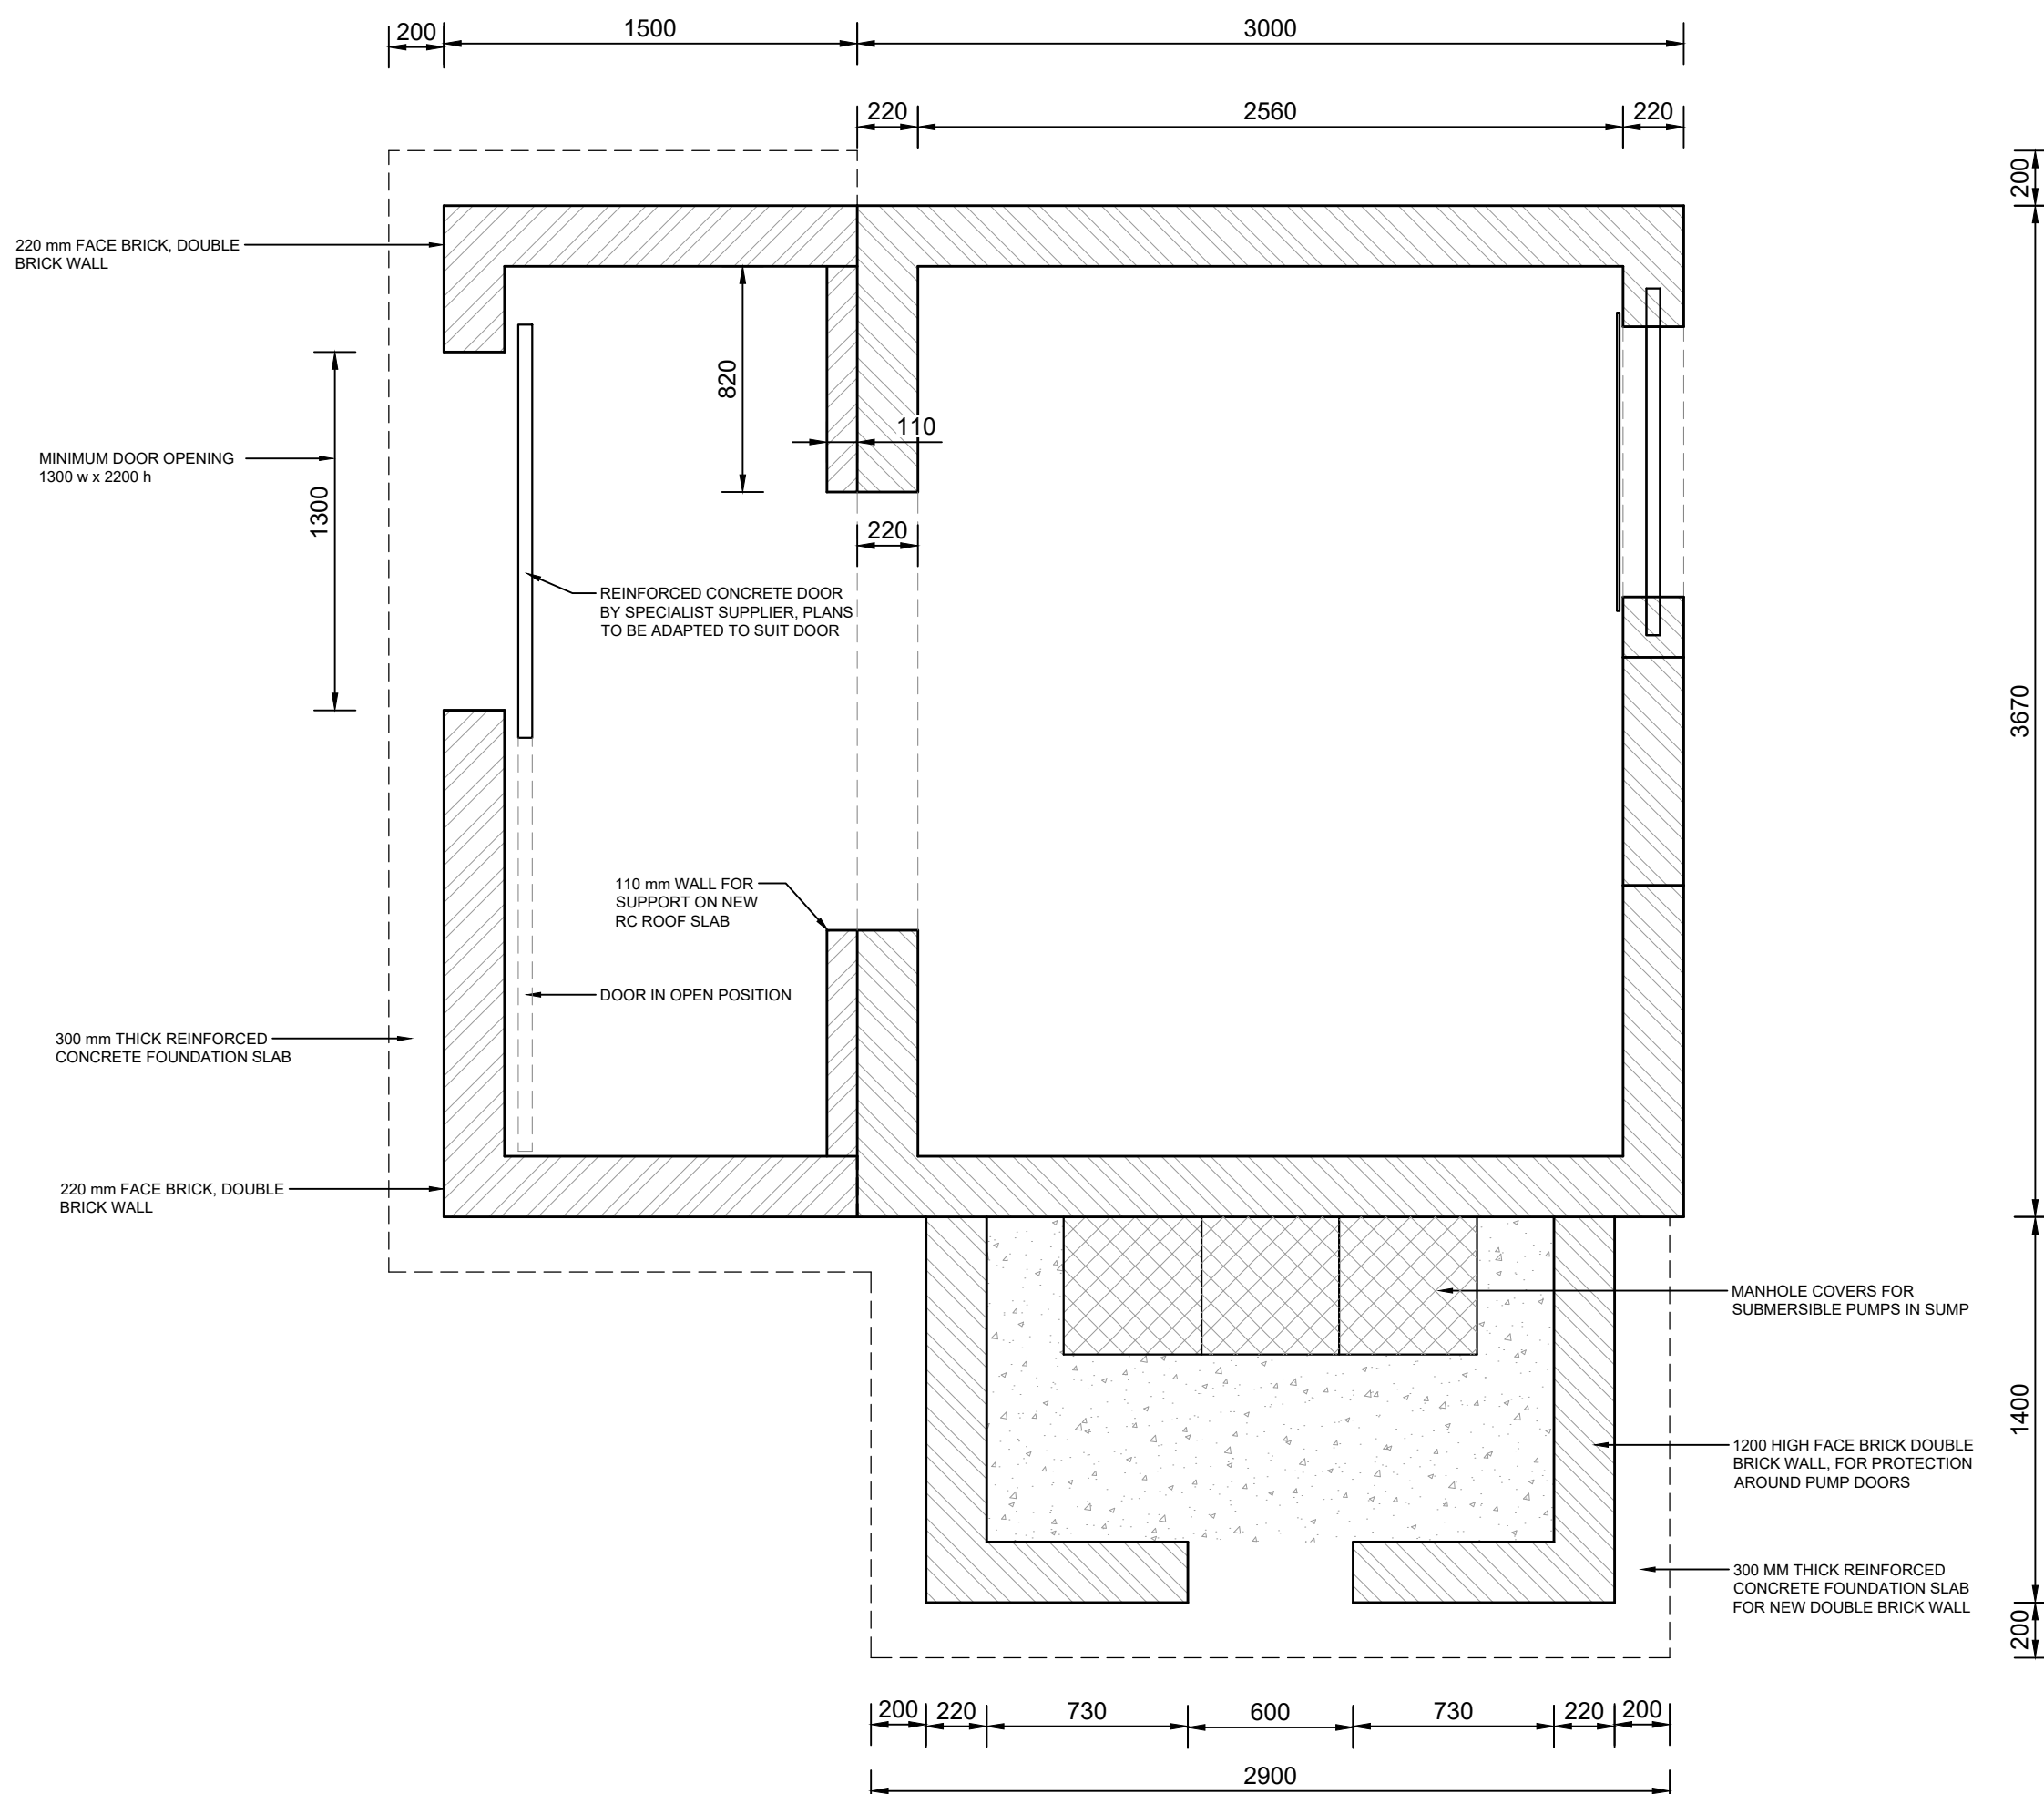 200
1500
3000
220
2560
220
200
220 mm FACE BRICK, DOUBLE
BRICK WALL
820
110
MINIMUM DOOR OPENING
1300 w x 2200 h
1300
220
REINFORCED CONCRETE DOOR
BY SPECIALIST SUPPLIER, PLANS
TO BE ADAPTED TO SUIT DOOR
3670
110 mm WALL FOR
SUPPORT ON NEW
RC ROOF SLAB
DOOR IN OPEN POSITION
300 mm THICK REINFORCED
CONCRETE FOUNDATION SLAB
220 mm FACE BRICK, DOUBLE
BRICK WALL
MANHOLE COVERS FOR
SUBMERSIBLE PUMPS IN SUMP
1400
1200 HIGH FACE BRICK DOUBLE
BRICK WALL, FOR PROTECTION
AROUND PUMP DOORS
300 MM THICK REINFORCED
CONCRETE FOUNDATION SLAB
FOR NEW DOUBLE BRICK WALL
200
200
220
730
600
730
220
200
2900